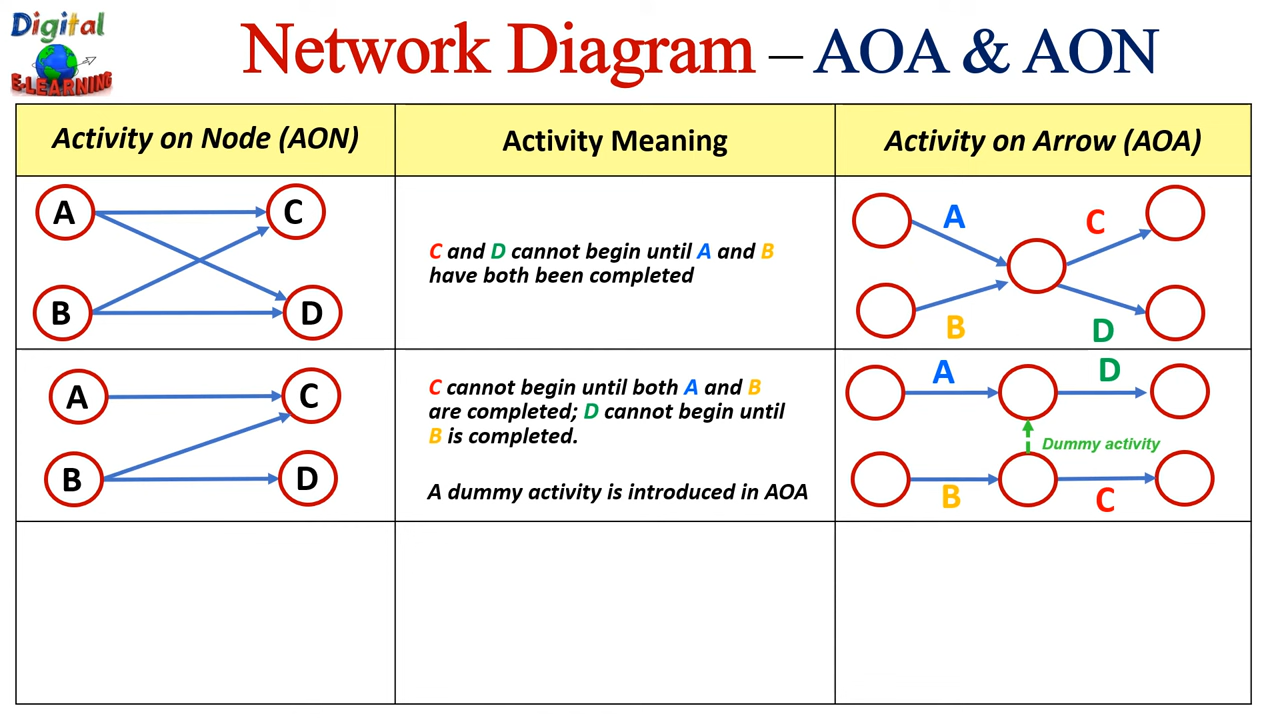 Digital
E-LEARNING
Network Diagram – AOA & AON
Activity on Node (AON)
Activity Meaning
Activity on Arrow (AOA)
A
C
B
D
C and D cannot begin until A and B
have both been completed
A
C
B
D
A
C
B
D
C cannot begin until both A and B
are completed; D cannot begin until
B is completed.
A dummy activity is introduced in AOA
A
D
Dummy activity
B
C